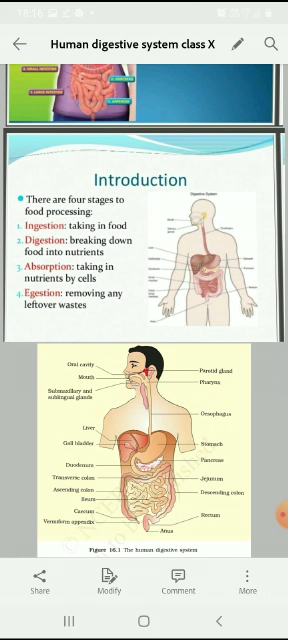 18:16
Human digestive system class X
Introduction
There are four stages to
food processing:
1. Ingestion: taking in food
2. Digestion: breaking down
food into nutrients
3. Absorption: taking in
nutrients by cells
4. Egestion: removing any
leftover wastes
Digestive System
Oral cavity
Mouth
Submaxillary and
sublingual glands
Liver
Gall bladder
Duodenum
Transverse colon
Ascending colon
Ileum
Caecum
Vermiform appendix
Parotid gland
Pharynx
Oesophagus
Stomach
Pancreas
Jejunum
Descending colon
Rectum
Anus
Figure 16.1 The human digestive system
Share
Modify
Comment
More